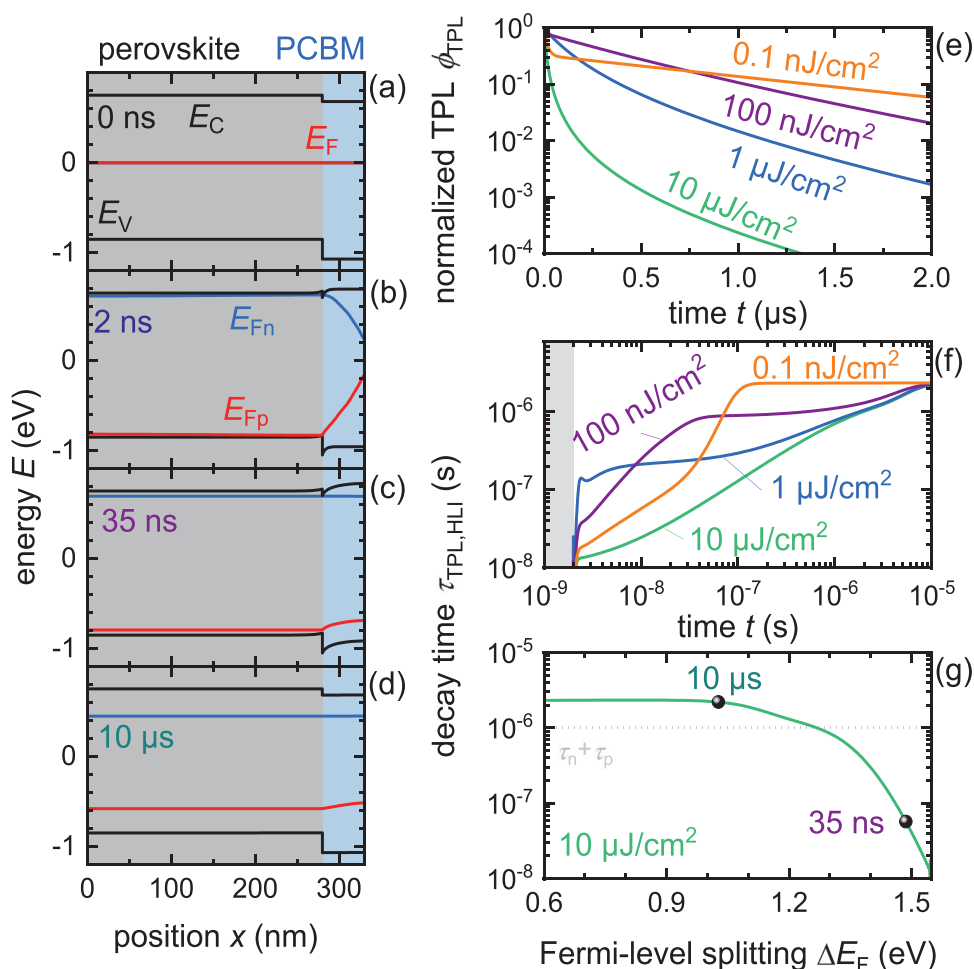 perovskite PCBM
(a)
0 ns E_C
E_F
E_V
0
-1
(b)
2 ns E_Fn
E_Fp
0
-1
(c)
35 ns
0
-1
(d)
10 µs
0
-1
energy E (eV)
0 100 200 300
position x (nm)
(e)
normalized TPL ϕ_TPL
10^0
10^-1
10^-2
10^-3
10^-4
0.1 nJ/cm^2
100 nJ/cm^2
1 µJ/cm^2
10 µJ/cm^2
0.0 0.5 1.0 1.5 2.0
time t (µs)
(f)
decay time τ_TPL,HLI (s)
10^-6
10^-7
10^-8
100 nJ/cm^2
0.1 nJ/cm^2
1 µJ/cm^2
10 µJ/cm^2
10^-9 10^-8 10^-7 10^-6 10^-5
time t (s)
(g)
10^-5
10^-6
10^-7
10^-8
10 µs
τ_n + τ_p
35 ns
10 µJ/cm^2
0.6 0.9 1.2 1.5
Fermi-level splitting ΔE_F (eV)